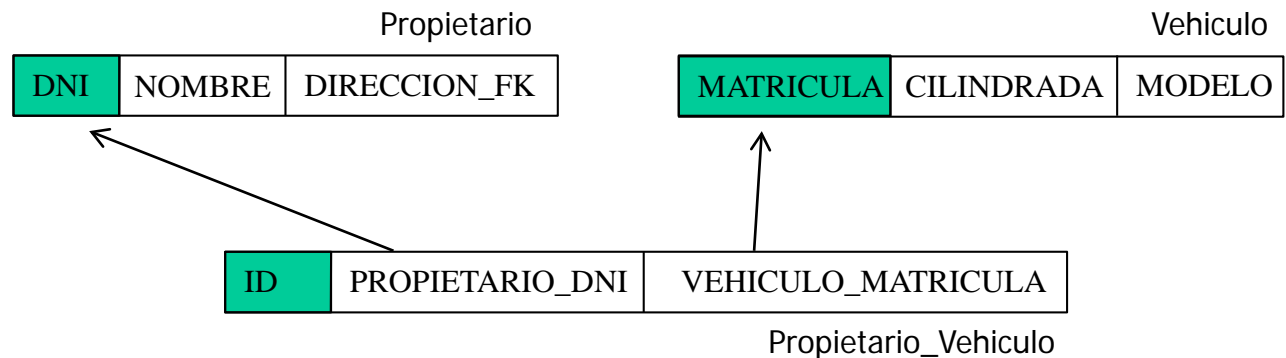 Propietario
Vehiculo
DNI NOMBRE DIRECCION_FK
MATRICULA CILINDRADA MODELO
ID PROPIETARIO_DNI VEHICULO_MATRICULA
Propietario_Vehiculo